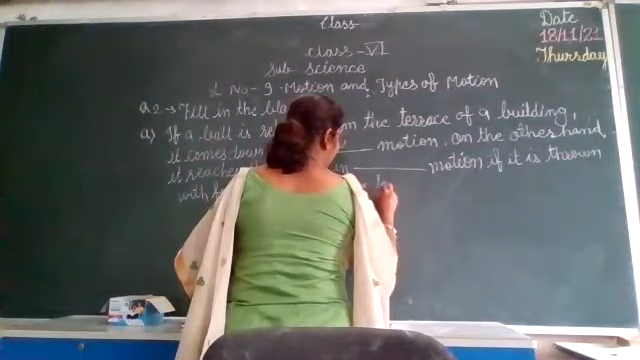 Class
Date
18/11/21
Thursday
Class - VI
Sub Science
L No - 9 - Motion and Types of Motion
Q2 → Fill in the
a) If a ball is the terrace of a building,
it comes down motion. On the other hand
it reaches in motion if it is thrown
with